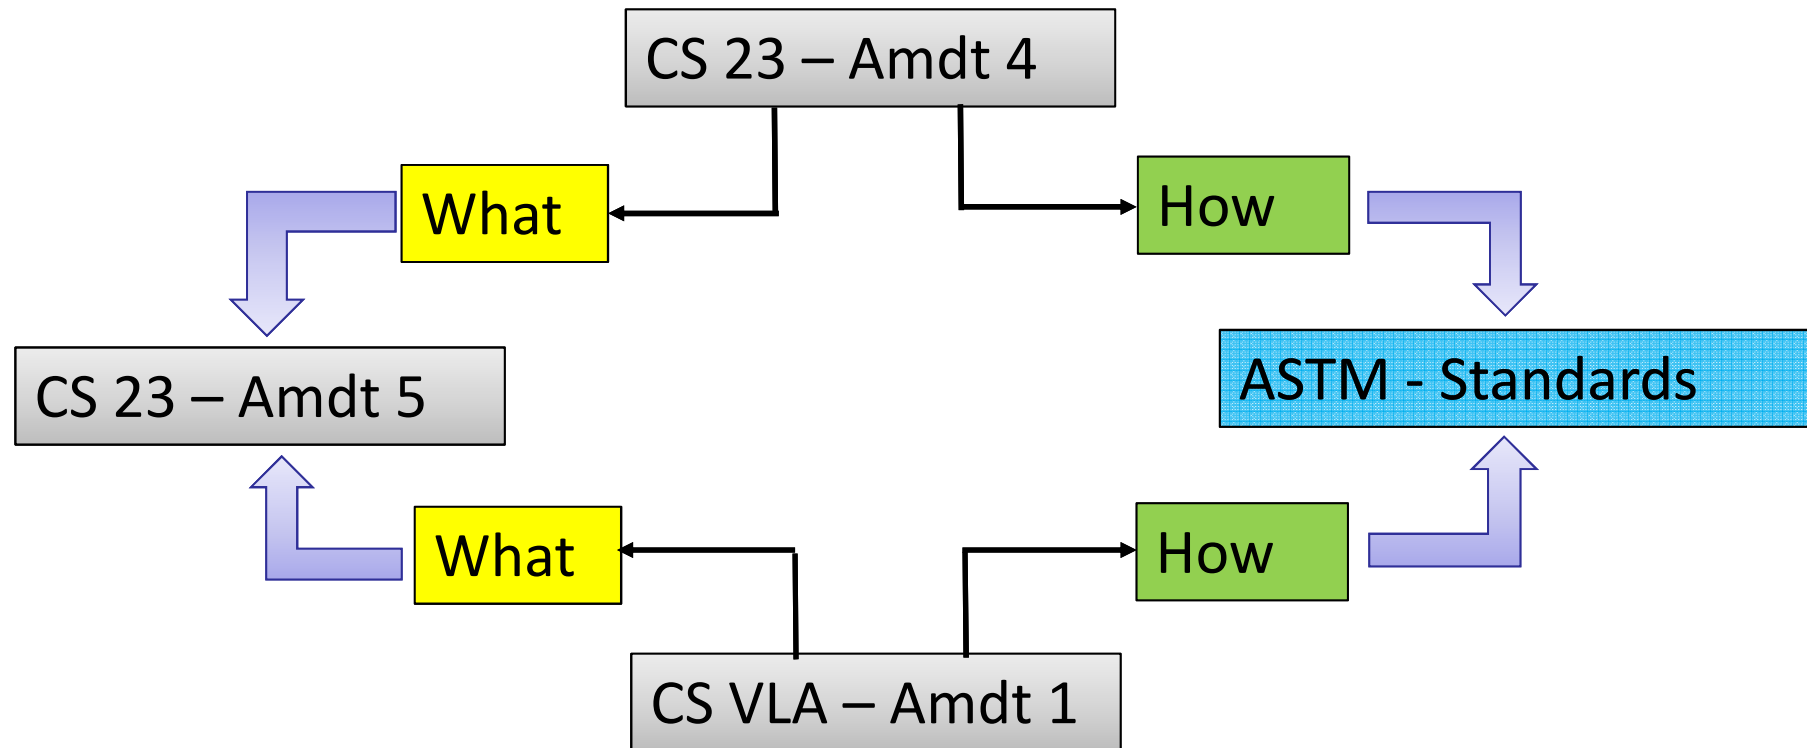 CS 23 – Amdt 4
What
How
CS 23 – Amdt 5
ASTM - Standards
What
How
CS VLA – Amdt 1